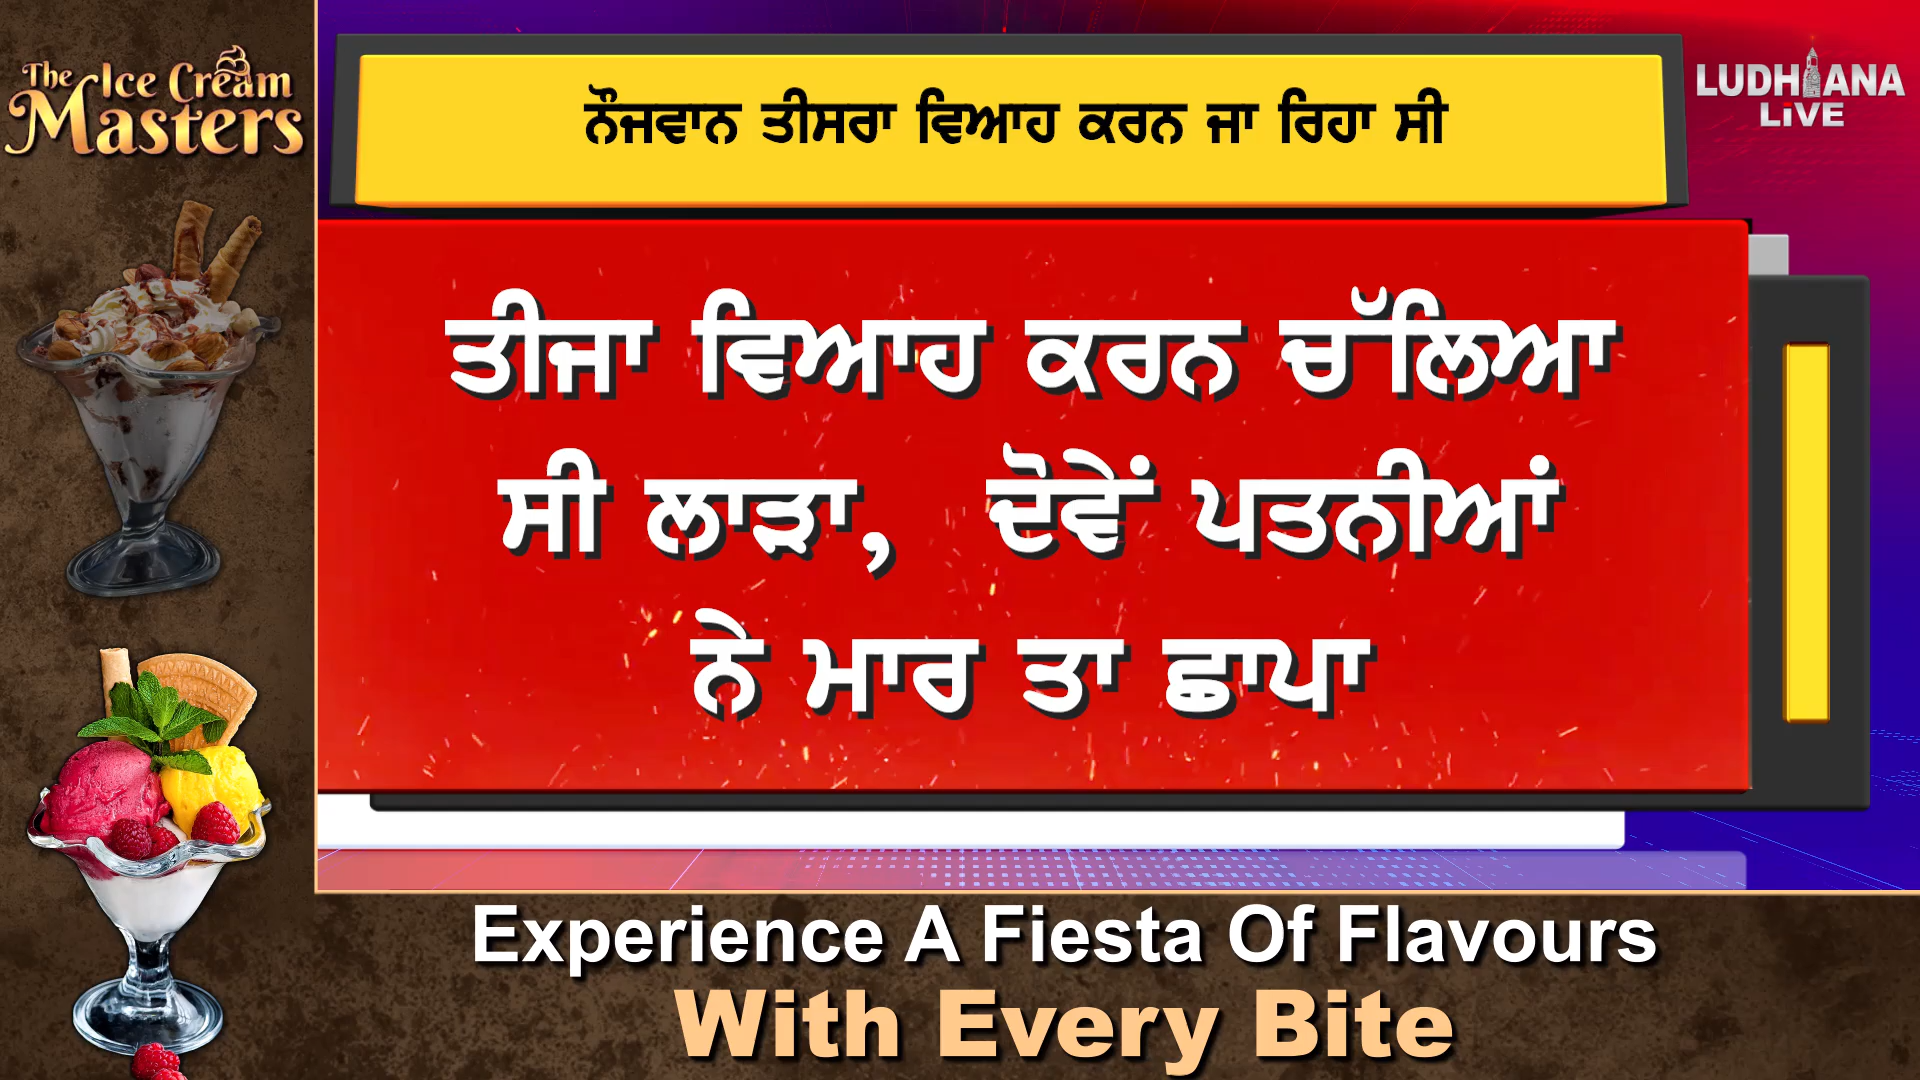 The Ice Cream
Masters
ਨੌਜਵਾਨ ਤੀਸਰਾ ਵਿਆਹ ਕਰਨ ਜਾ ਰਿਹਾ ਸੀ
LUDHIANA
LiVE
ਤੀਜਾ ਵਿਆਹ ਕਰਨ ਚੱਲਿਆ
ਸੀ ਲਾੜਾ, ਦੋਵੇਂ ਪਤਨੀਆਂ
ਨੇ ਮਾਰ ਤਾ ਛਾਪਾ
Experience A Fiesta Of Flavours
With Every Bite